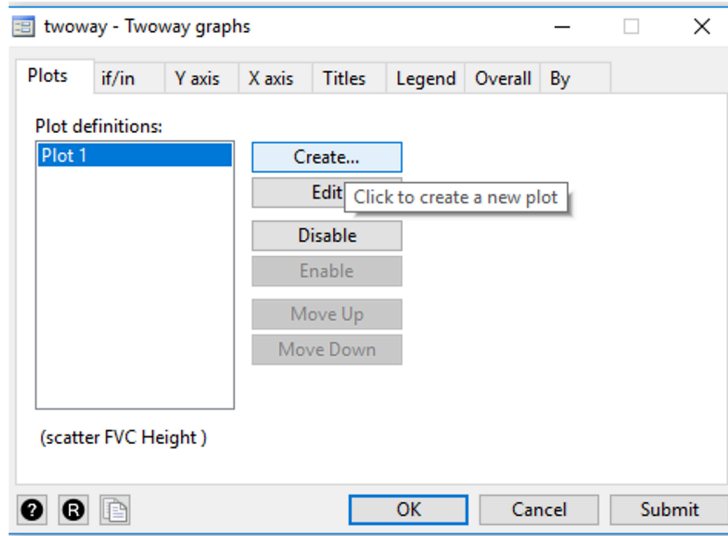 twoway - Twoway graphs
Plots if/in Y axis X axis Titles Legend Overall By
Plot definitions:
Plot 1
Create...
Edit
Click to create a new plot
Disable
Enable
Move Up
Move Down
(scatter FVC Height )
? R OK Cancel Submit